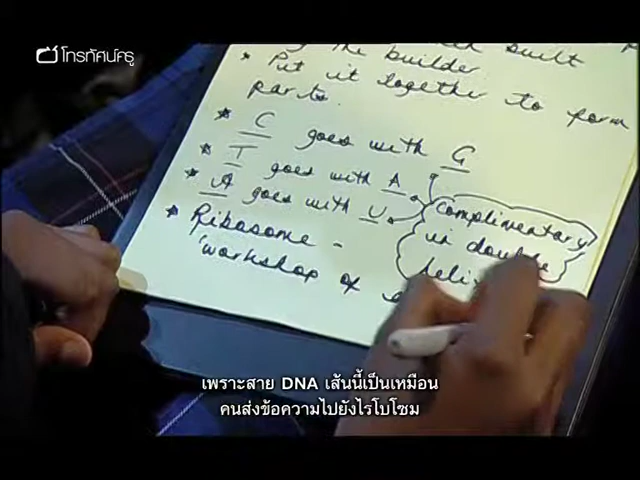 โทรทัศน์ครู
the builder
built
* Put it together to form
parts.
* C goes with G
* T goes with A
* A goes with U
Complimentary
in double
helix
* Ribosome -
'workshop of
เพราะสาย DNA เส้นนี้เป็นเหมือน
คนส่งข้อความไปยังไรโบโซม